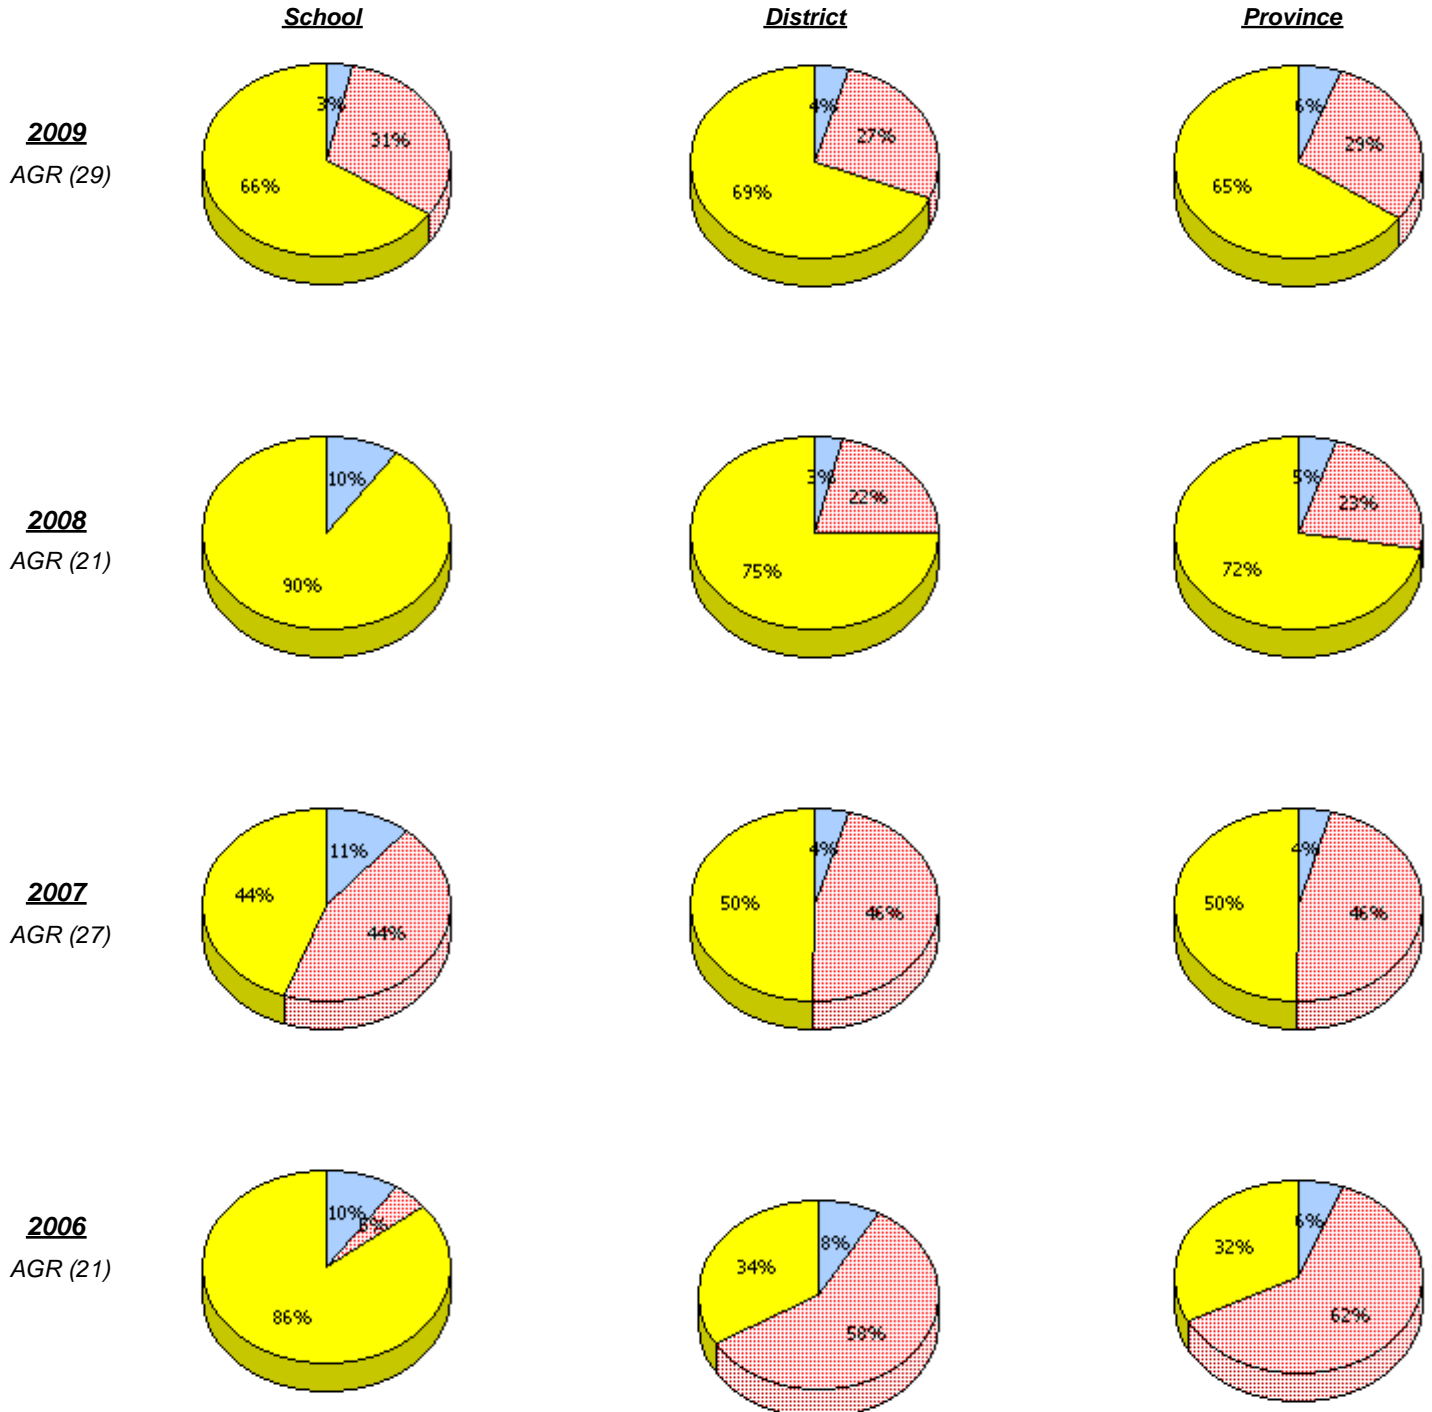 School District Province
2009
AGR (29)
3% 31% 66%
4% 27% 69%
6% 29% 65%
2008
AGR (21)
10% 90%
3% 22% 75%
5% 23% 72%
2007
AGR (27)
11% 44% 44%
4% 50% 46%
4% 50% 46%
2006
AGR (21)
10% 5% 86%
8% 34% 58%
6% 32% 62%